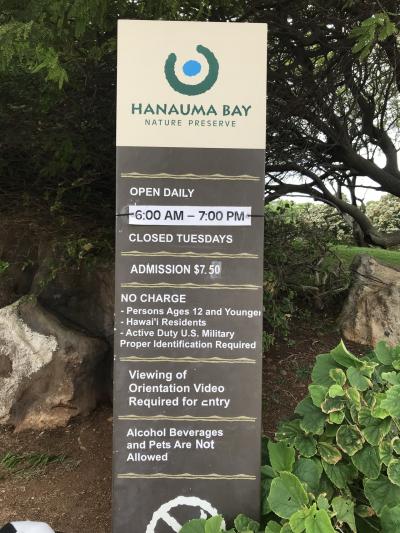 HANAUMA BAY
NATURE PRESERVE
OPEN DAILY
6:00 AM – 7:00 PM
CLOSED TUESDAYS
ADMISSION $7.50
NO CHARGE
- Persons Ages 12 and Younger
- Hawai'i Residents
- Active Duty U.S. Military
Proper Identification Required
Viewing of
Orientation Video
Required for Entry
Alcohol Beverages
and Pets Are Not
Allowed